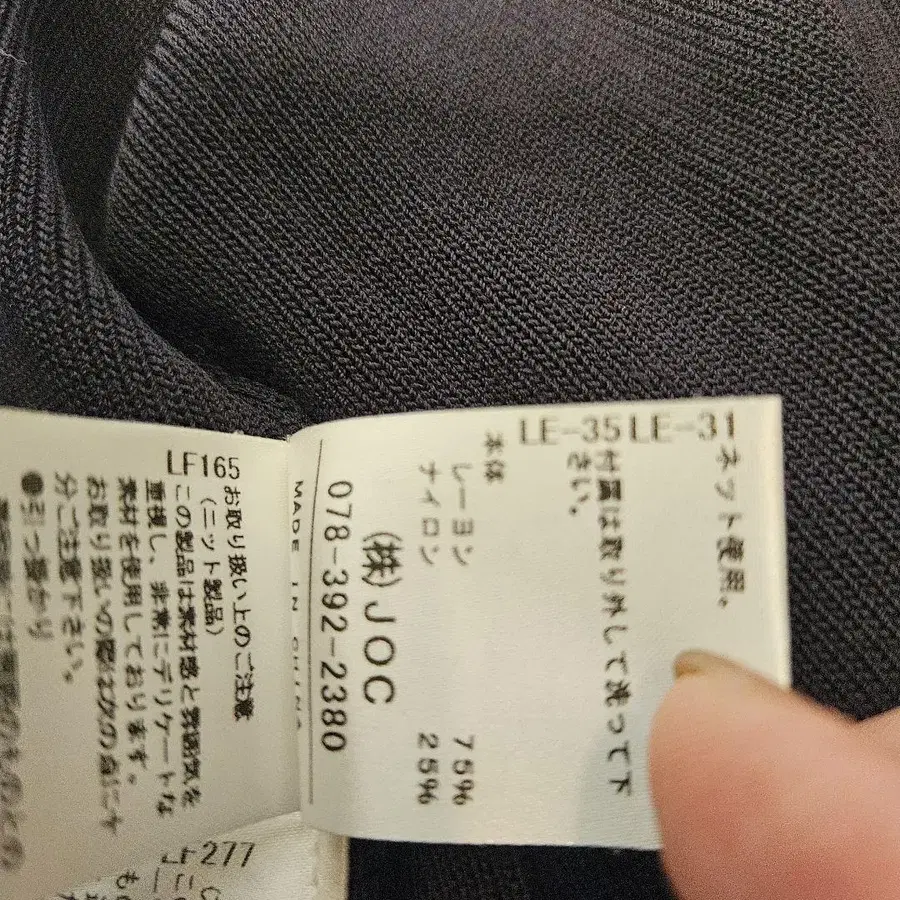 LE-31
ネット使用。
LE-35
付属は取り外して洗って下
さい。
本体
レーヨン 75%
ナイロン 25%
(株)JOC
078-392-2380
MADE IN CHINA
LF165
お取り扱い上のご注意
(ニット製品)
この製品は素材感と雰囲気を
重視し、非常にデリケートな
素材を使用しております。
お取り扱いの際は次の点に十
分ご注意下さい。
●引っ掛かり
LF277